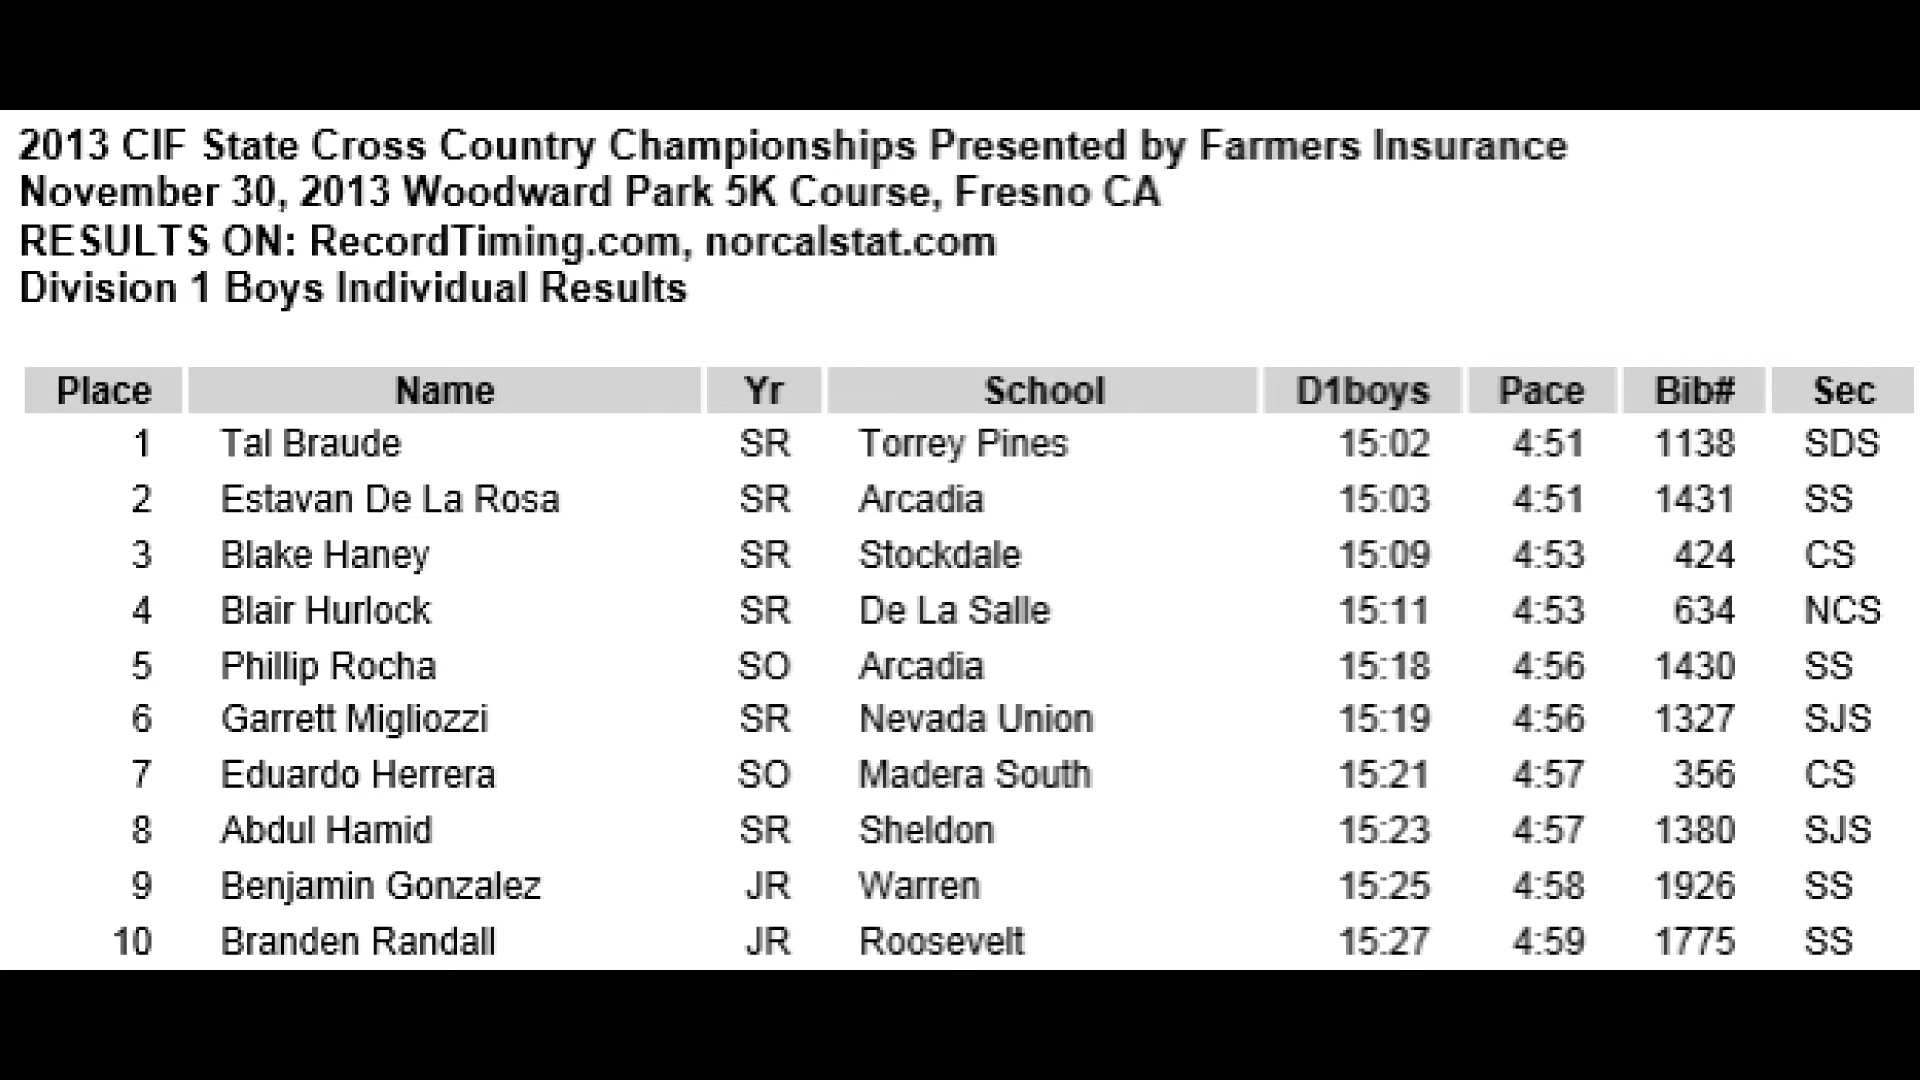 2013 CIF State Cross Country Championships Presented by Farmers Insurance
November 30, 2013 Woodward Park 5K Course, Fresno CA
RESULTS ON: RecordTiming.com, norcalstat.com
Division 1 Boys Individual Results
Place Name Yr School D1boys Pace Bib# Sec
1 Tal Braude SR Torrey Pines 15:02 4:51 1138 SDS
2 Estavan De La Rosa SR Arcadia 15:03 4:51 1431 SS
3 Blake Haney SR Stockdale 15:09 4:53 424 CS
4 Blair Hurlock SR De La Salle 15:11 4:53 634 NCS
5 Phillip Rocha SO Arcadia 15:18 4:56 1430 SS
6 Garrett Migliozzi SR Nevada Union 15:19 4:56 1327 SJS
7 Eduardo Herrera SO Madera South 15:21 4:57 356 CS
8 Abdul Hamid SR Sheldon 15:23 4:57 1380 SJS
9 Benjamin Gonzalez JR Warren 15:25 4:58 1926 SS
10 Branden Randall JR Roosevelt 15:27 4:59 1775 SS